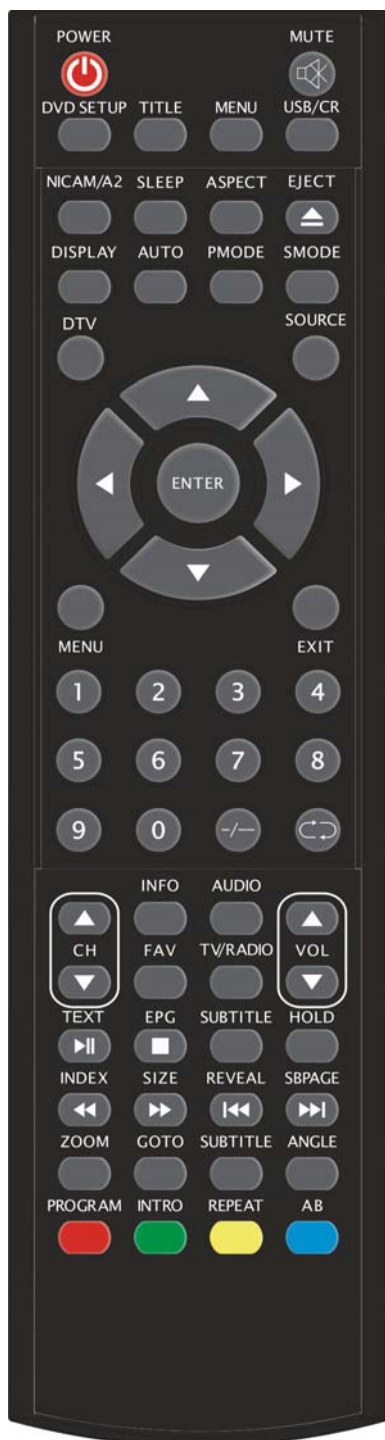 POWER MUTE
DVD SETUP TITLE MENU USB/CR
NICAM/A2 SLEEP ASPECT EJECT
DISPLAY AUTO PMODE SMODE
DTV SOURCE
ENTER
MENU EXIT
1 2 3 4
5 6 7 8
9 0 -/--
INFO AUDIO
CH FAV TV/RADIO VOL
TEXT EPG SUBTITLE HOLD
INDEX SIZE REVEAL SBPAGE
ZOOM GOTO SUBTITLE ANGLE
PROGRAM INTRO REPEAT AB